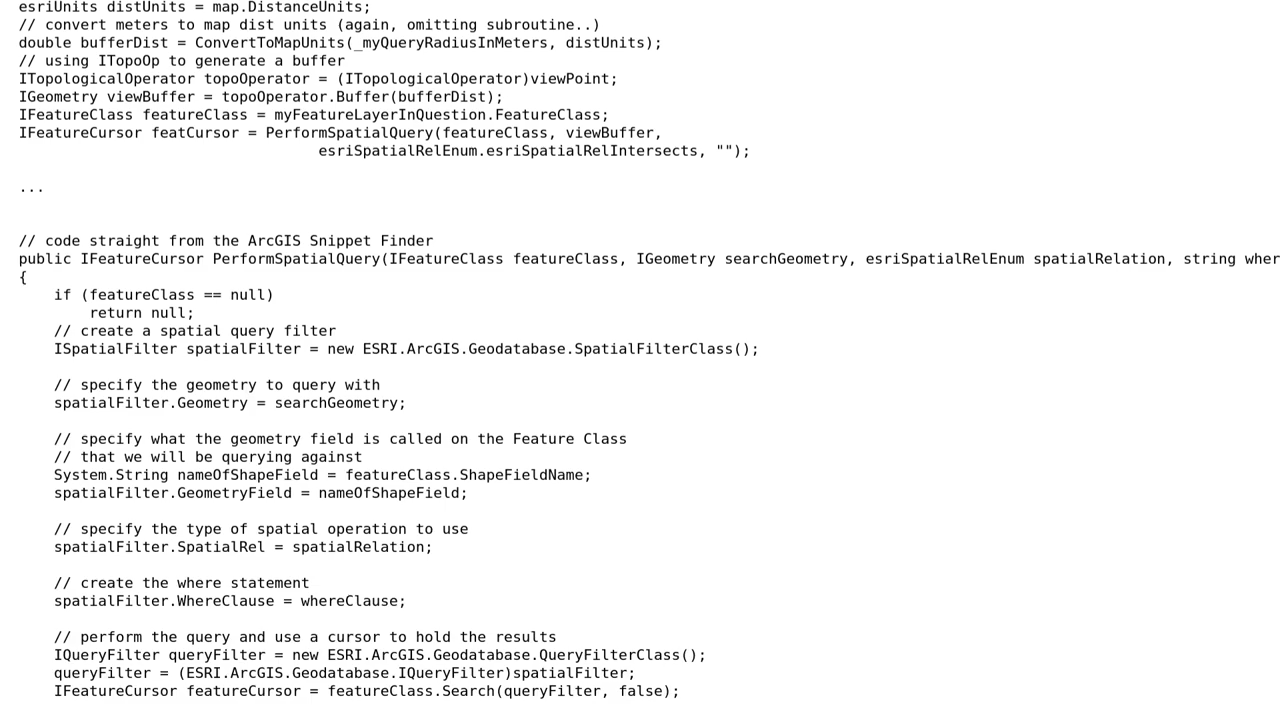 esriUnits distUnits = map.DistanceUnits;
// convert meters to map dist units (again, omitting subroutine..)
double bufferDist = ConvertToMapUnits(_myQueryRadiusInMeters, distUnits);
// using ITopoOp to generate a buffer
ITopologicalOperator topoOperator = (ITopologicalOperator)viewPoint;
IGeometry viewBuffer = topoOperator.Buffer(bufferDist);
IFeatureClass featureClass = myFeatureLayerInQuestion.FeatureClass;
IFeatureCursor featCursor = PerformSpatialQuery(featureClass, viewBuffer,
                                  esriSpatialRelEnum.esriSpatialRelIntersects, "");

...


// code straight from the ArcGIS Snippet Finder
public IFeatureCursor PerformSpatialQuery(IFeatureClass featureClass, IGeometry searchGeometry, esriSpatialRelEnum spatialRelation, string wher
{
    if (featureClass == null)
        return null;
    // create a spatial query filter
    ISpatialFilter spatialFilter = new ESRI.ArcGIS.Geodatabase.SpatialFilterClass();

    // specify the geometry to query with
    spatialFilter.Geometry = searchGeometry;

    // specify what the geometry field is called on the Feature Class
    // that we will be querying against
    System.String nameOfShapeField = featureClass.ShapeFieldName;
    spatialFilter.GeometryField = nameOfShapeField;

    // specify the type of spatial operation to use
    spatialFilter.SpatialRel = spatialRelation;

    // create the where statement
    spatialFilter.WhereClause = whereClause;

    // perform the query and use a cursor to hold the results
    IQueryFilter queryFilter = new ESRI.ArcGIS.Geodatabase.QueryFilterClass();
    queryFilter = (ESRI.ArcGIS.Geodatabase.IQueryFilter)spatialFilter;
    IFeatureCursor featureCursor = featureClass.Search(queryFilter, false);